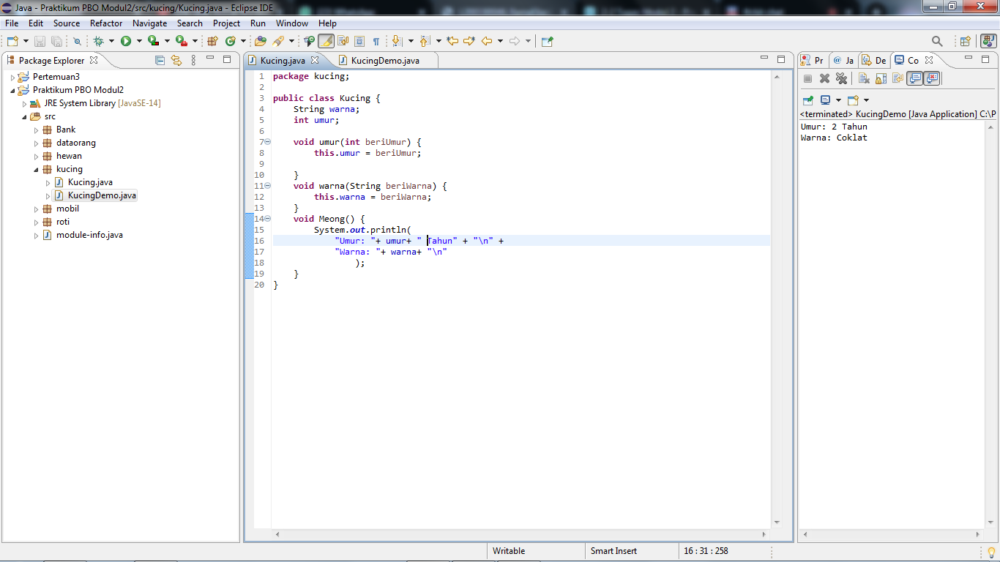 Java - Praktikum PBO Modul2/src/kucing/Kucing.java - Eclipse IDE
File Edit Source Refactor Navigate Search Project Run Window Help
Package Explorer
Pertemuan3
Praktikum PBO Modul2
JRE System Library [JavaSE-14]
src
Bank
dataorang
hewan
kucing
Kucing.java
KucingDemo.java
mobil
roti
module-info.java
Kucing.java KucingDemo.java
1 package kucing;
2
3 public class Kucing {
4 String warna;
5 int umur;
6
7 void umur(int beriUmur) {
8 this.umur = beriUmur;
9
10 }
11 void warna(String beriWarna) {
12 this.warna = beriWarna;
13 }
14 void Meong() {
15 System.out.println(
16 "Umur: "+ umur+ " Tahun" + "\n" +
17 "Warna: "+ warna+ "\n"
18 );
19 }
20 }
Pr @ Ja De Co
<terminated> KucingDemo [Java Application] C:\P
Umur: 2 Tahun
Warna: Coklat
Writable Smart Insert 16 : 31 : 258